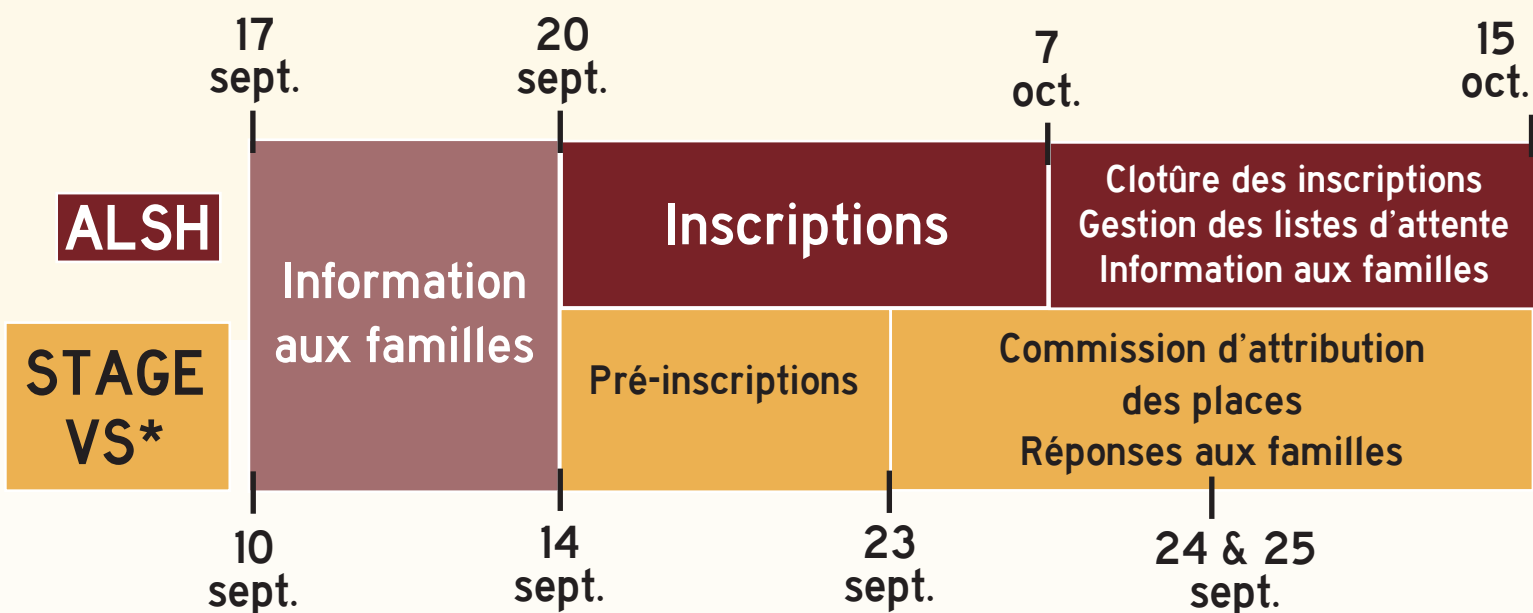 17
sept.
20
sept.
7
oct.
15
oct.
ALSH
Information
aux familles
Inscriptions
Clotûre des inscriptions
Gestion des listes d'attente
Information aux familles
STAGE
VS*
Pré-inscriptions
Commission d'attribution
des places
Réponses aux familles
10
sept.
14
sept.
23
sept.
24 & 25
sept.